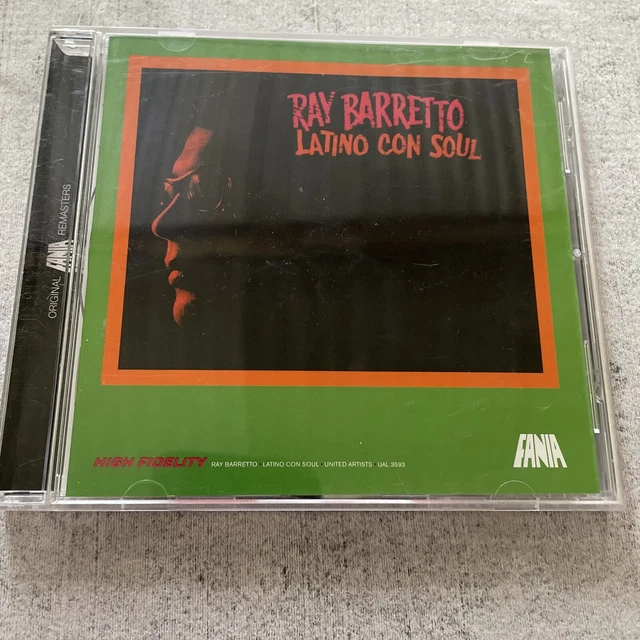 RAY BARRETTO
LATINO CON SOUL
ORIGINAL FANIA REMASTERS
HIGH FIDELITY RAY BARRETTO · LATINO CON SOUL · UNITED ARTISTS · UAL 3593
FANIA